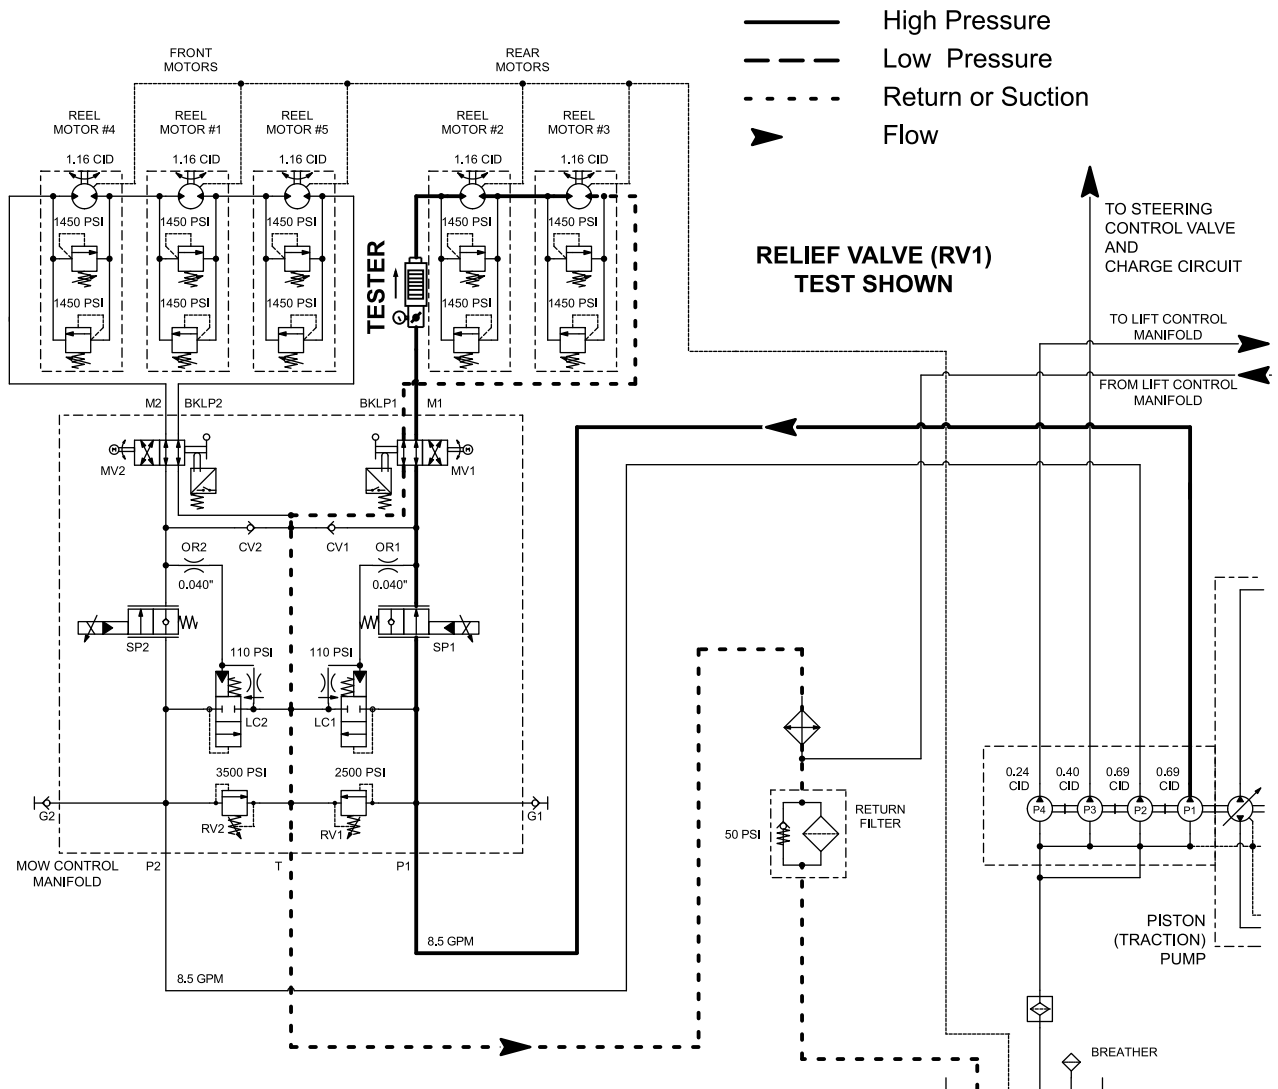 High Pressure
Low Pressure
Return or Suction
Flow
FRONT
MOTORS
REAR
MOTORS
REEL
MOTOR #4
REEL
MOTOR #1
REEL
MOTOR #5
REEL
MOTOR #2
REEL
MOTOR #3
1.16 CID
1.16 CID
1.16 CID
1.16 CID
1.16 CID
1450 PSI
1450 PSI
1450 PSI
1450 PSI
1450 PSI
1450 PSI
1450 PSI
1450 PSI
1450 PSI
1450 PSI
TESTER
RELIEF VALVE (RV1)
TEST SHOWN
TO STEERING
CONTROL VALVE
AND
CHARGE CIRCUIT
TO LIFT CONTROL
MANIFOLD
FROM LIFT CONTROL
MANIFOLD
M2
BKLP2
BKLP1
M1
M
M
MV2
MV1
CV2
CV1
OR2
OR1
0.040"
0.040"
SP2
SP1
110 PSI
110 PSI
LC2
LC1
3500 PSI
2500 PSI
G2
RV2
RV1
G1
MOW CONTROL
MANIFOLD
P2
T
P1
8.5 GPM
8.5 GPM
50 PSI
RETURN
FILTER
0.24
CID
0.40
CID
0.69
CID
0.69
CID
P4
P3
P2
P1
PISTON
(TRACTION)
PUMP
BREATHER